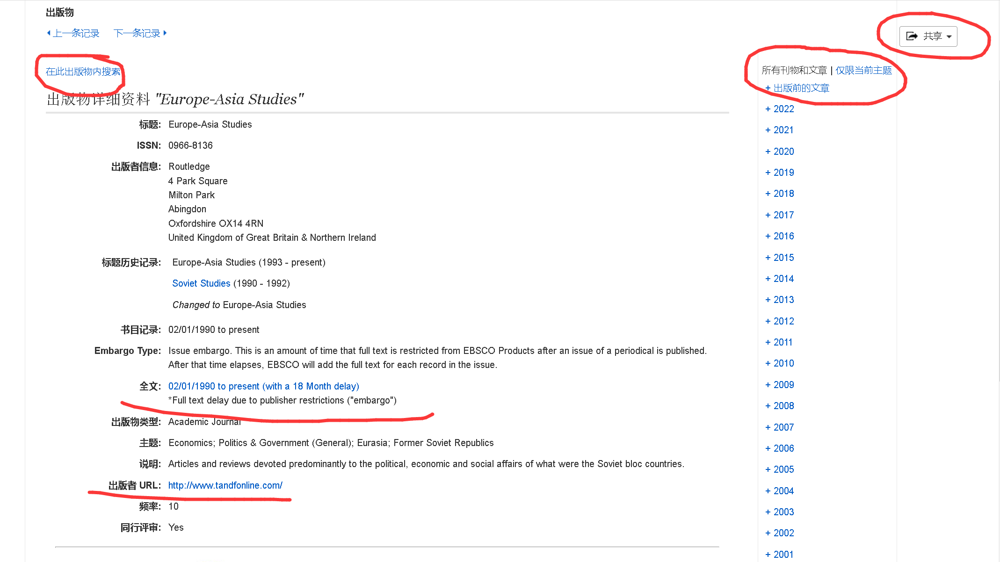 出版物
上一条记录 下一条记录
共享
在此出版物内搜索
出版物详细资料 "Europe-Asia Studies"
标题: Europe-Asia Studies
ISSN: 0966-8136
出版者信息: Routledge
4 Park Square
Milton Park
Abingdon
Oxfordshire OX14 4RN
United Kingdom of Great Britain & Northern Ireland
标题历史记录: Europe-Asia Studies (1993 - present)
Soviet Studies (1990 - 1992)
Changed to Europe-Asia Studies
书目记录: 02/01/1990 to present
Embargo Type: Issue embargo. This is an amount of time that full text is restricted from EBSCO Products after an issue of a periodical is published.
After that time elapses, EBSCO will add the full text for each record in the issue.
全文: 02/01/1990 to present (with a 18 Month delay)
*Full text delay due to publisher restrictions ("embargo")
出版物类型: Academic Journal
主题: Economics; Politics & Government (General); Eurasia; Former Soviet Republics
说明: Articles and reviews devoted predominantly to the political, economic and social affairs of what were the Soviet bloc countries.
出版者 URL: http://www.tandfonline.com/
频率: 10
同行评审: Yes
所有刊物和文章 | 仅限当前主题
+ 出版前的文章
+ 2022
+ 2021
+ 2020
+ 2019
+ 2018
+ 2017
+ 2016
+ 2015
+ 2014
+ 2013
+ 2012
+ 2011
+ 2010
+ 2009
+ 2008
+ 2007
+ 2006
+ 2005
+ 2004
+ 2003
+ 2002
+ 2001